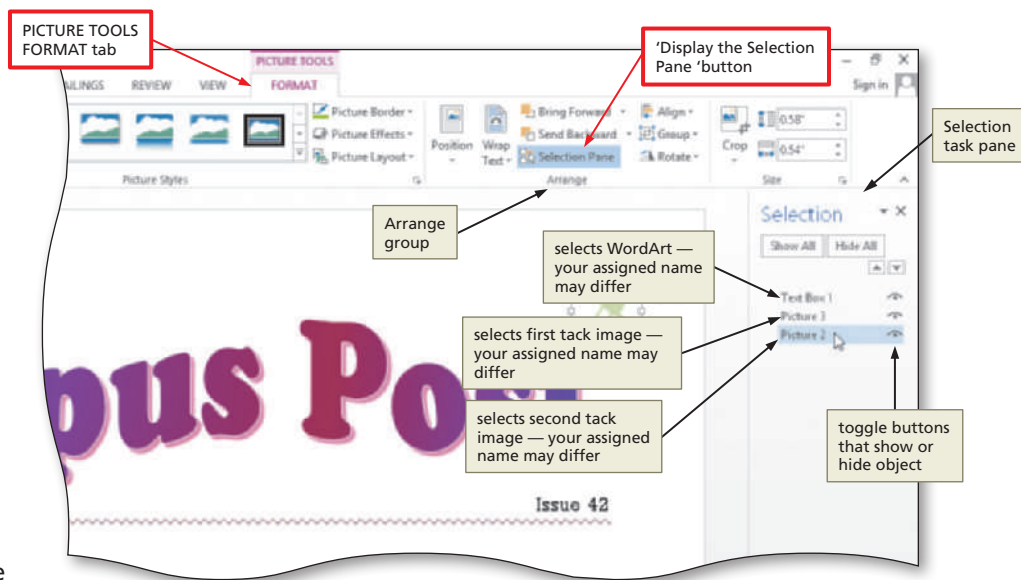 PICTURE TOOLS
FORMAT tab
'Display the Selection
Pane 'button
PICTURE TOOLS
REVIEW VIEW FORMAT
Sign in
Picture Border
Picture Effects
Picture Layout
Position
Wrap
Text
Bring Forward
Send Backward
Selection Pane
Align
Group
Rotate
Crop
0.58"
0.54"
Picture Styles
Arrange
Size
Selection
task pane
Arrange
group
Selection
Show All Hide All
selects WordArt —
your assigned name
may differ
Text Box 1
Picture 3
Picture 2
selects first tack image —
your assigned name may
differ
selects second tack
image — your assigned
name may differ
toggle buttons
that show or
hide object
pus Post
Issue 42